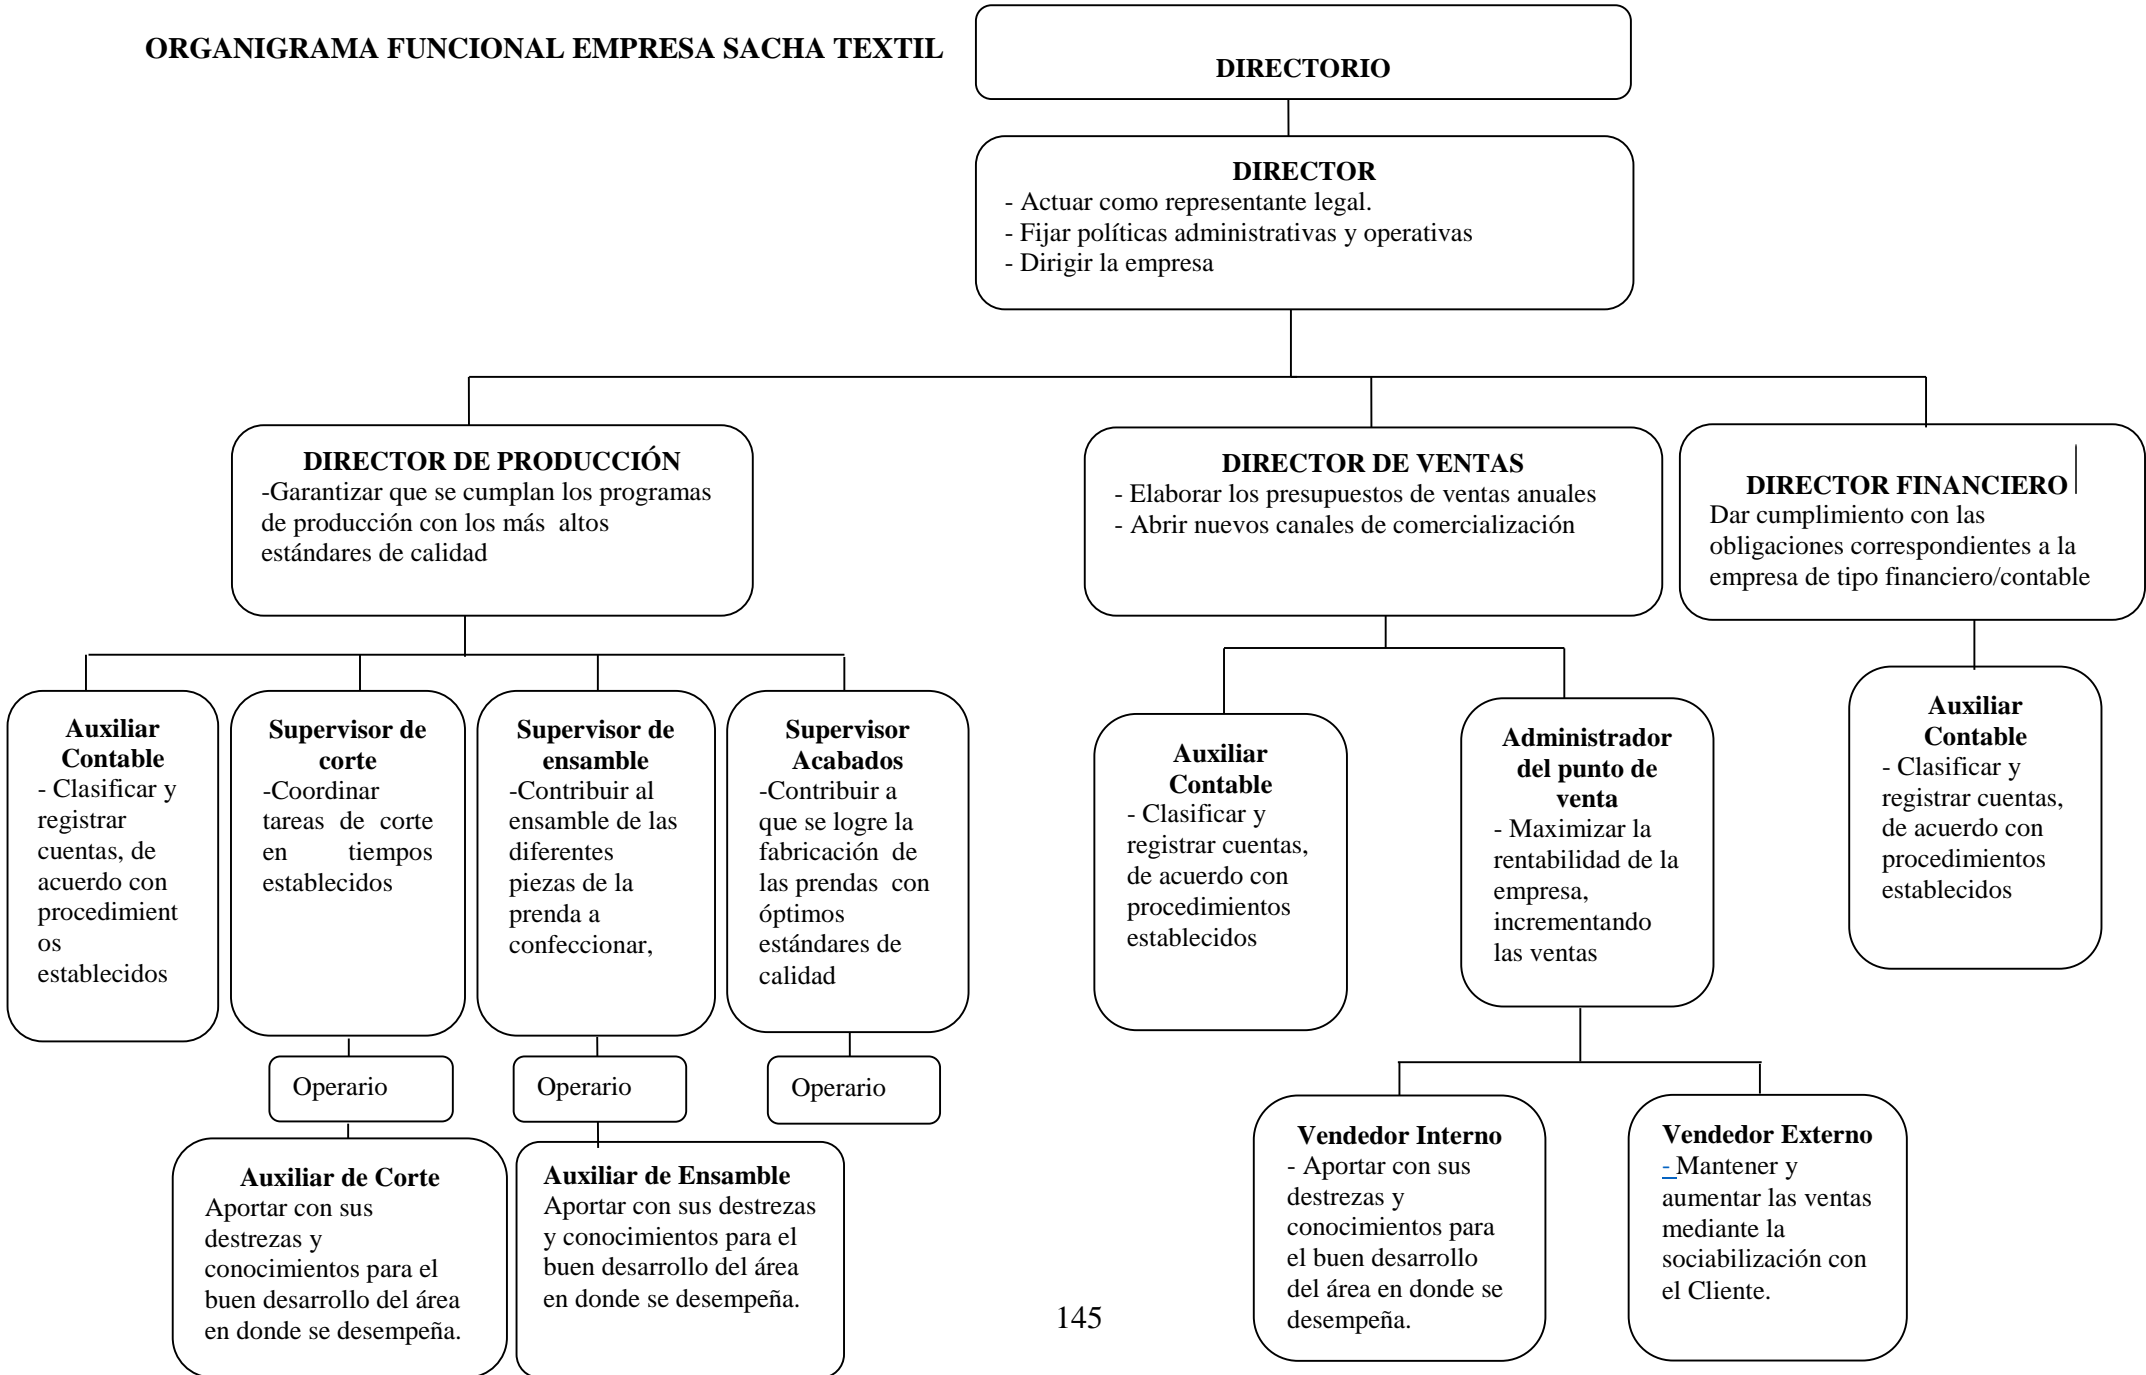 ORGANIGRAMA FUNCIONAL EMPRESA SACHA TEXTIL
DIRECTORIO
DIRECTOR
- Actuar como representante legal.
- Fijar políticas administrativas y operativas
- Dirigir la empresa
DIRECTOR DE PRODUCCIÓN
-Garantizar que se cumplan los programas
de producción con los más altos
estándares de calidad
DIRECTOR DE VENTAS
- Elaborar los presupuestos de ventas anuales
- Abrir nuevos canales de comercialización
DIRECTOR FINANCIERO
Dar cumplimiento con las
obligaciones correspondientes a la
empresa de tipo financiero/contable
Auxiliar
Contable
- Clasificar y
registrar
cuentas, de
acuerdo con
procedimient
os
establecidos
Supervisor de
corte
-Coordinar
tareas de corte
en tiempos
establecidos
Supervisor de
ensamble
-Contribuir al
ensamble de las
diferentes
piezas de la
prenda a
confeccionar,
Supervisor
Acabados
-Contribuir a
que se logre la
fabricación de
las prendas con
óptimos
estándares de
calidad
Auxiliar
Contable
- Clasificar y
registrar cuentas,
de acuerdo con
procedimientos
establecidos
Administrador
del punto de
venta
- Maximizar la
rentabilidad de la
empresa,
incrementando
las ventas
Auxiliar
Contable
- Clasificar y
registrar cuentas,
de acuerdo con
procedimientos
establecidos
Operario
Operario
Operario
Auxiliar de Corte
Aportar con sus
destrezas y
conocimientos para el
buen desarrollo del área
en donde se desempeña.
Auxiliar de Ensamble
Aportar con sus destrezas
y conocimientos para el
buen desarrollo del área
en donde se desempeña.
Vendedor Interno
- Aportar con sus
destrezas y
conocimientos para
el buen desarrollo
del área en donde se
desempeña.
Vendedor Externo
- Mantener y
aumentar las ventas
mediante la
sociabilización con
el Cliente.
145